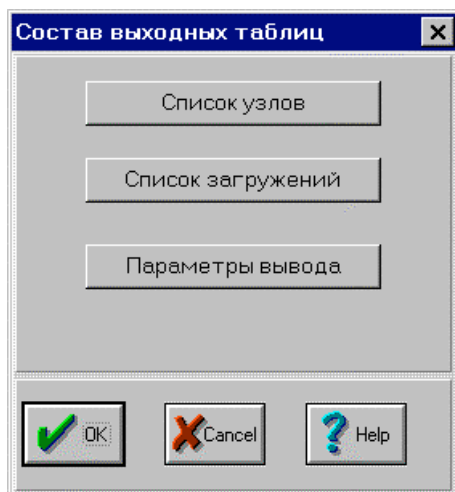 Состав выходных таблиц
Список узлов
Список загружений
Параметры вывода
OK Cancel Help